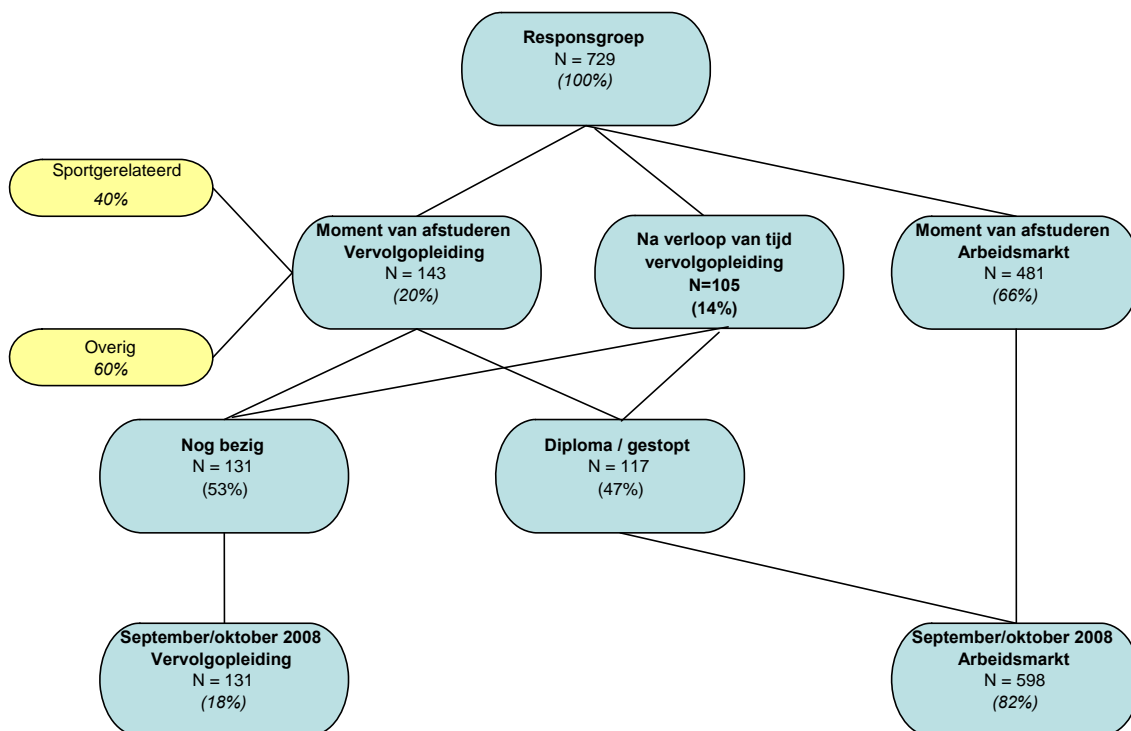 Responsgroep
N = 729
(100%)
Sportgerelateerd
40%
Moment van afstuderen
Vervolgopleiding
N = 143
(20%)
Na verloop van tijd
vervolgopleiding
N=105
(14%)
Moment van afstuderen
Arbeidsmarkt
N = 481
(66%)
Overig
60%
Nog bezig
N = 131
(53%)
Diploma / gestopt
N = 117
(47%)
September/oktober 2008
Vervolgopleiding
N = 131
(18%)
September/oktober 2008
Arbeidsmarkt
N = 598
(82%)